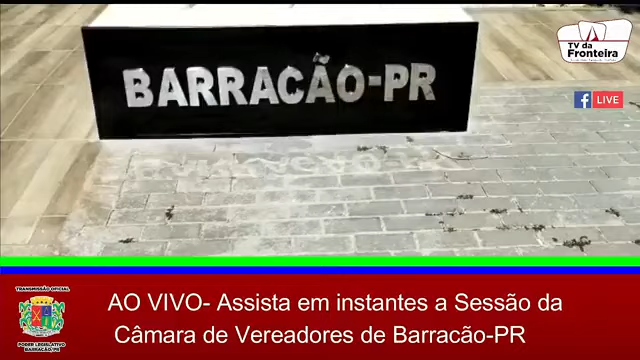 BARRACÃO-PR
TV da
Fronteira
LIVE
AO VIVO- Assista em instantes a Sessão da
Câmara de Vereadores de Barracão-PR
TRANSMISSÃO OFICIAL
PODER LEGISLATIVO
BARRACÃO/PR